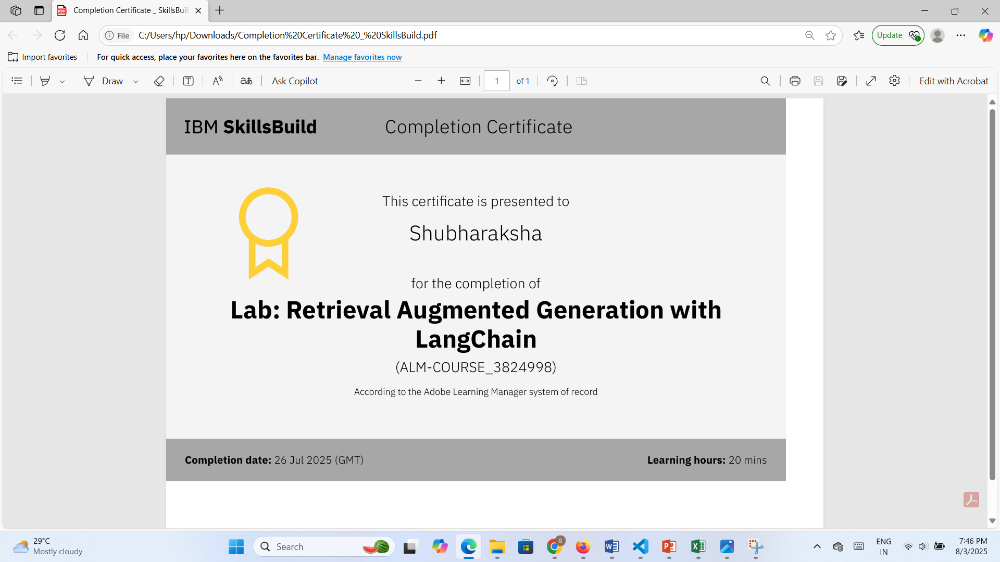 Completion Certificate _ SkillsBuil
File C:/Users/hp/Downloads/Completion%20Certificate%20_%20SkillsBuild.pdf
Update
Import favorites
For quick access, place your favorites here on the favorites bar. Manage favorites now
Draw
Ask Copilot
1 of 1
Edit with Acrobat
IBM SkillsBuild
Completion Certificate
This certificate is presented to
Shubharaksha
for the completion of
Lab: Retrieval Augmented Generation with
LangChain
(ALM-COURSE_3824998)
According to the Adobe Learning Manager system of record
Completion date: 26 Jul 2025 (GMT)
Learning hours: 20 mins
29°C
Mostly cloudy
Search
S
ENG
IN
7:46 PM
8/3/2025